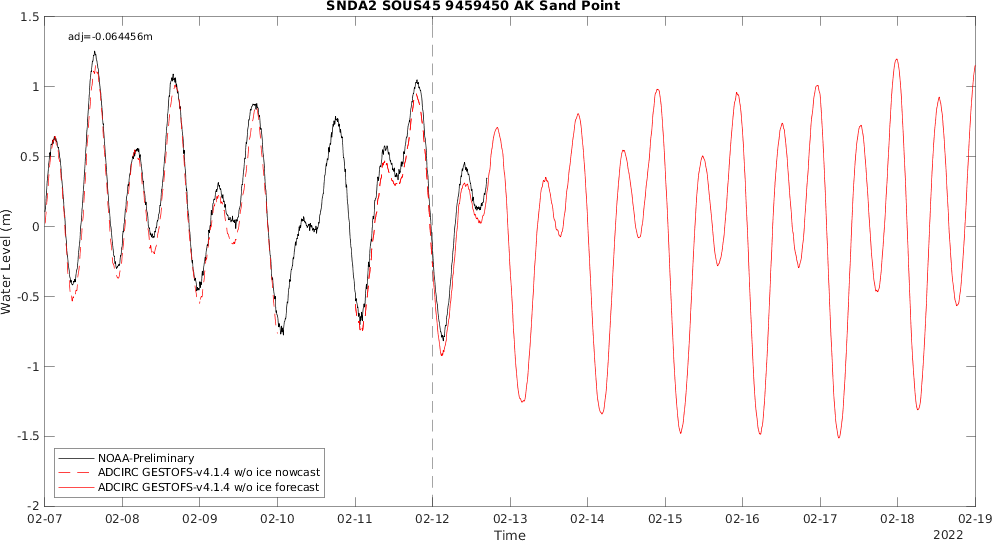 SNDA2 SOUS45 9459450 AK Sand Point
adj=-0.064456m
1.5
1
0.5
0
-0.5
-1
-1.5
-2
Water Level (m)
NOAA-Preliminary
ADCIRC GESTOFS-v4.1.4 w/o ice nowcast
ADCIRC GESTOFS-v4.1.4 w/o ice forecast
02-07 02-08 02-09 02-10 02-11 02-12 02-13 02-14 02-15 02-16 02-17 02-18 02-19
Time
2022